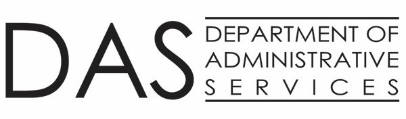 DAS
DEPARTMENT OF
ADMINISTRATIVE
SERVICES